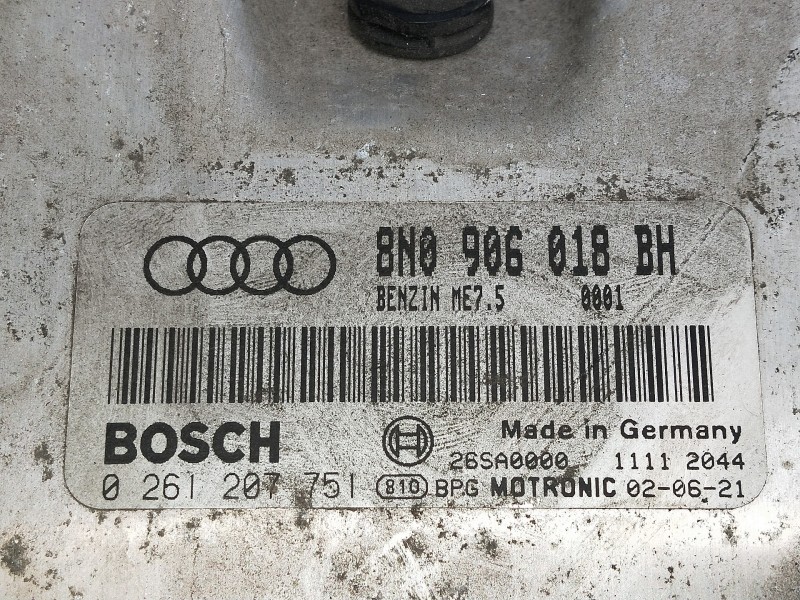 8N0 906 018 BH
BENZIN ME7.5 0001
BOSCH
Made in Germany
26SA0000 1111 2044
0 261 207 751 810 BPG MOTRONIC 02-06-21